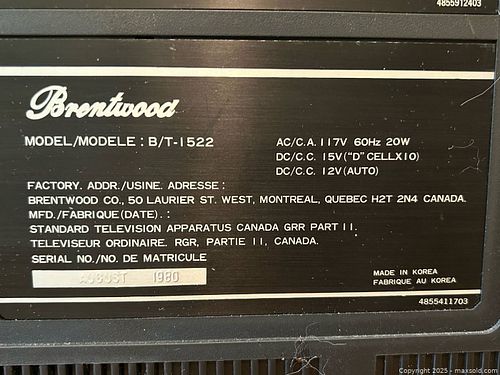 4855912403
Brentwood
MODEL/MODELE : B/T-1522
AC/C.A. 117V 60Hz 20W
DC/C.C. 15V("D" CELLX10)
DC/C.C. 12V(AUTO)
FACTORY. ADDR./USINE. ADRESSE :
BRENTWOOD CO., 50 LAURIER ST. WEST, MONTREAL, QUEBEC H2T 2N4 CANADA.
MFD./FABRIQUE(DATE). :
STANDARD TELEVISION APPARATUS CANADA GRR PART II.
TELEVISEUR ORDINAIRE. RGR, PARTIE II, CANADA.
SERIAL NO./NO. DE MATRICULE
AUGUST 1980
MADE IN KOREA
FABRIQUE AU KOREA
4855411703
Copyright 2025 - maxsold.com